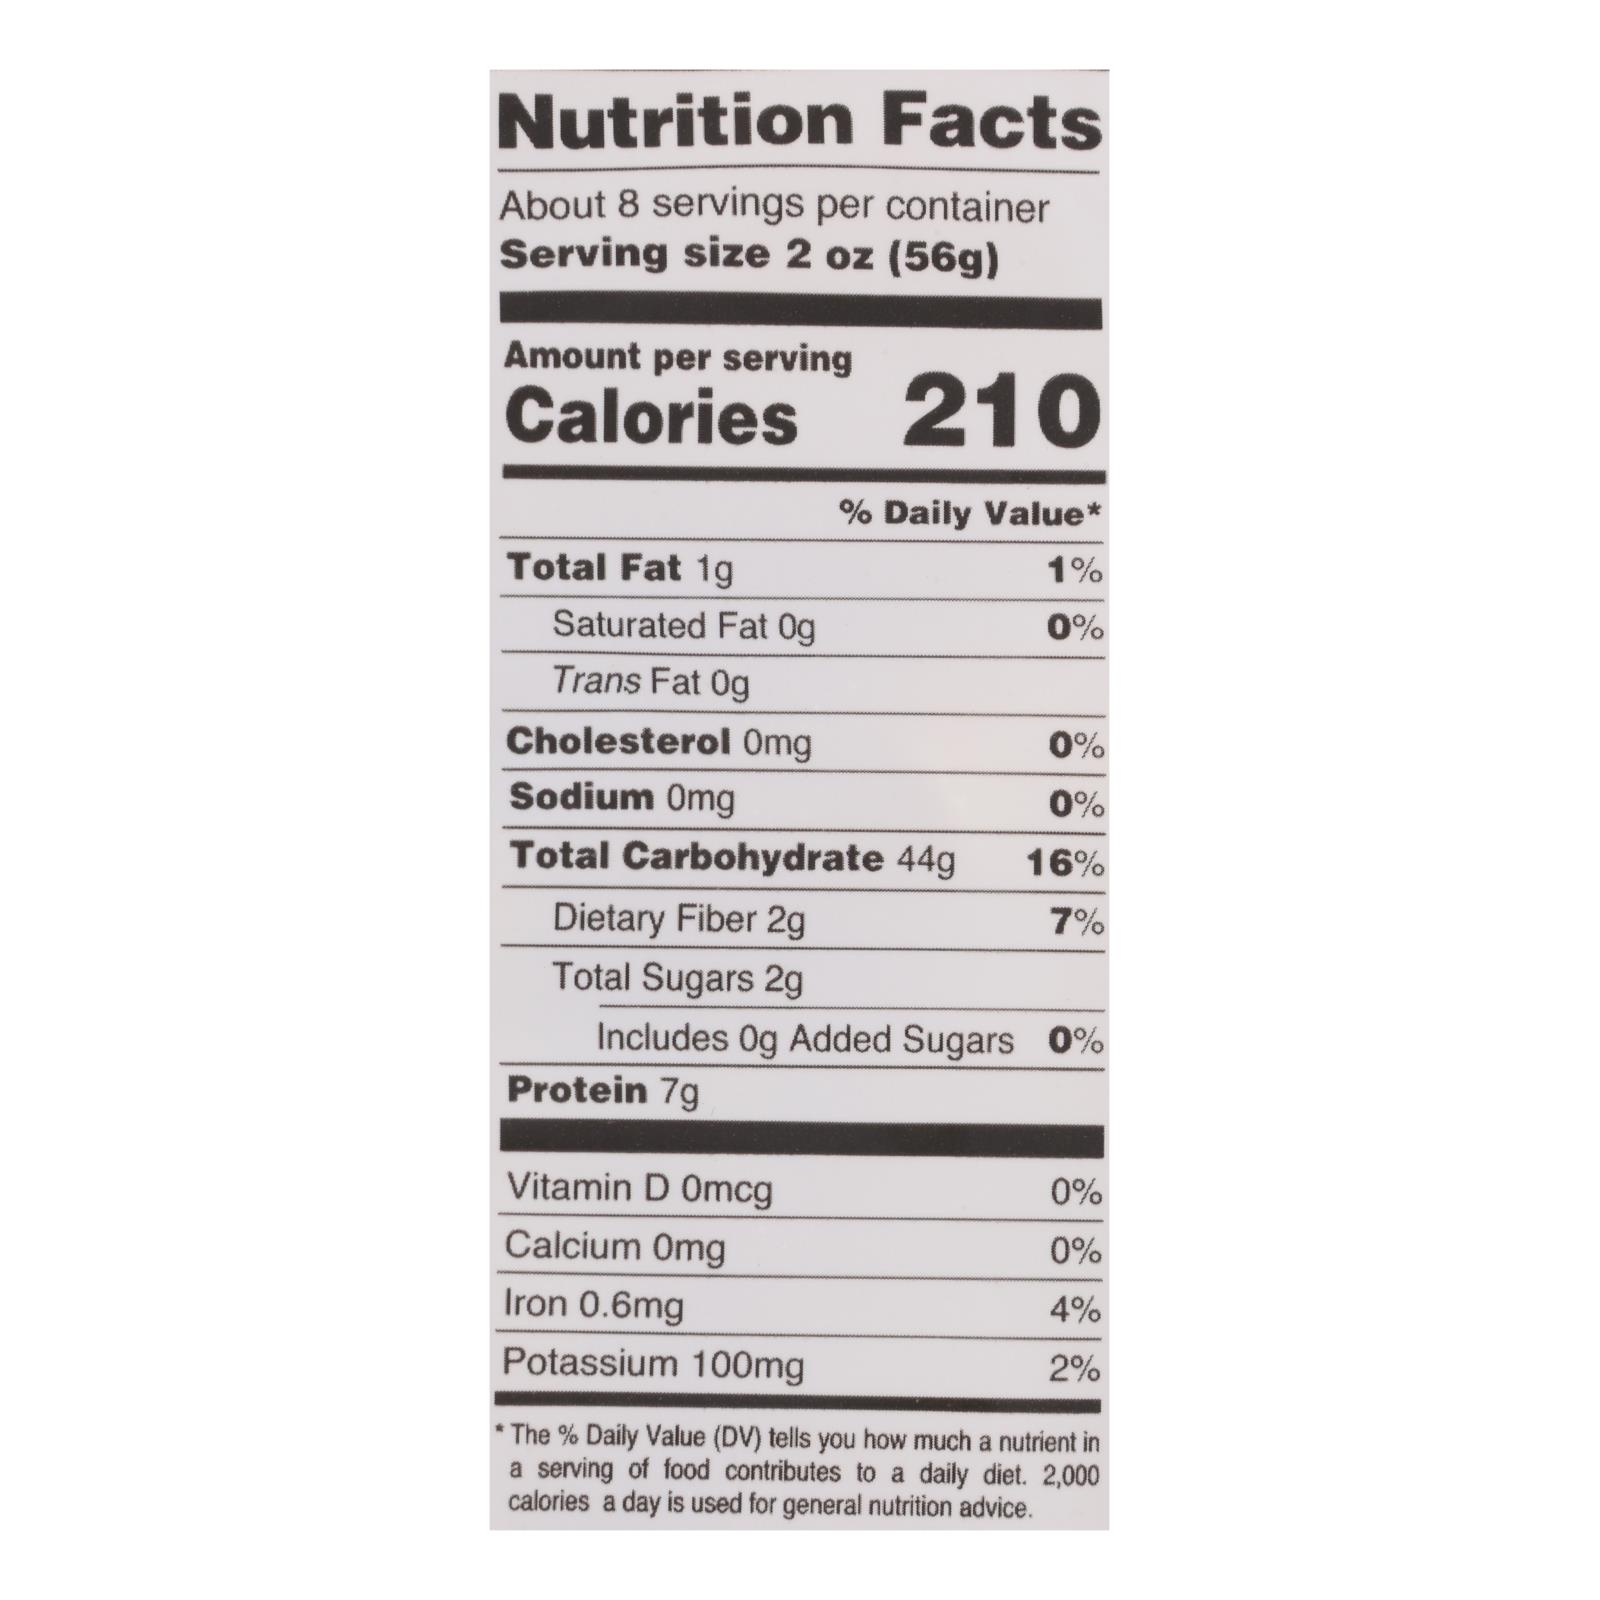 Nutrition Facts
About 8 servings per container
Serving size 2 oz (56g)
Amount per serving
Calories 210
% Daily Value*
Total Fat 1g 1%
Saturated Fat 0g 0%
Trans Fat 0g
Cholesterol 0mg 0%
Sodium 0mg 0%
Total Carbohydrate 44g 16%
Dietary Fiber 2g 7%
Total Sugars 2g
Includes 0g Added Sugars 0%
Protein 7g
Vitamin D 0mcg 0%
Calcium 0mg 0%
Iron 0.6mg 4%
Potassium 100mg 2%
* The % Daily Value (DV) tells you how much a nutrient in
a serving of food contributes to a daily diet. 2,000
calories a day is used for general nutrition advice.